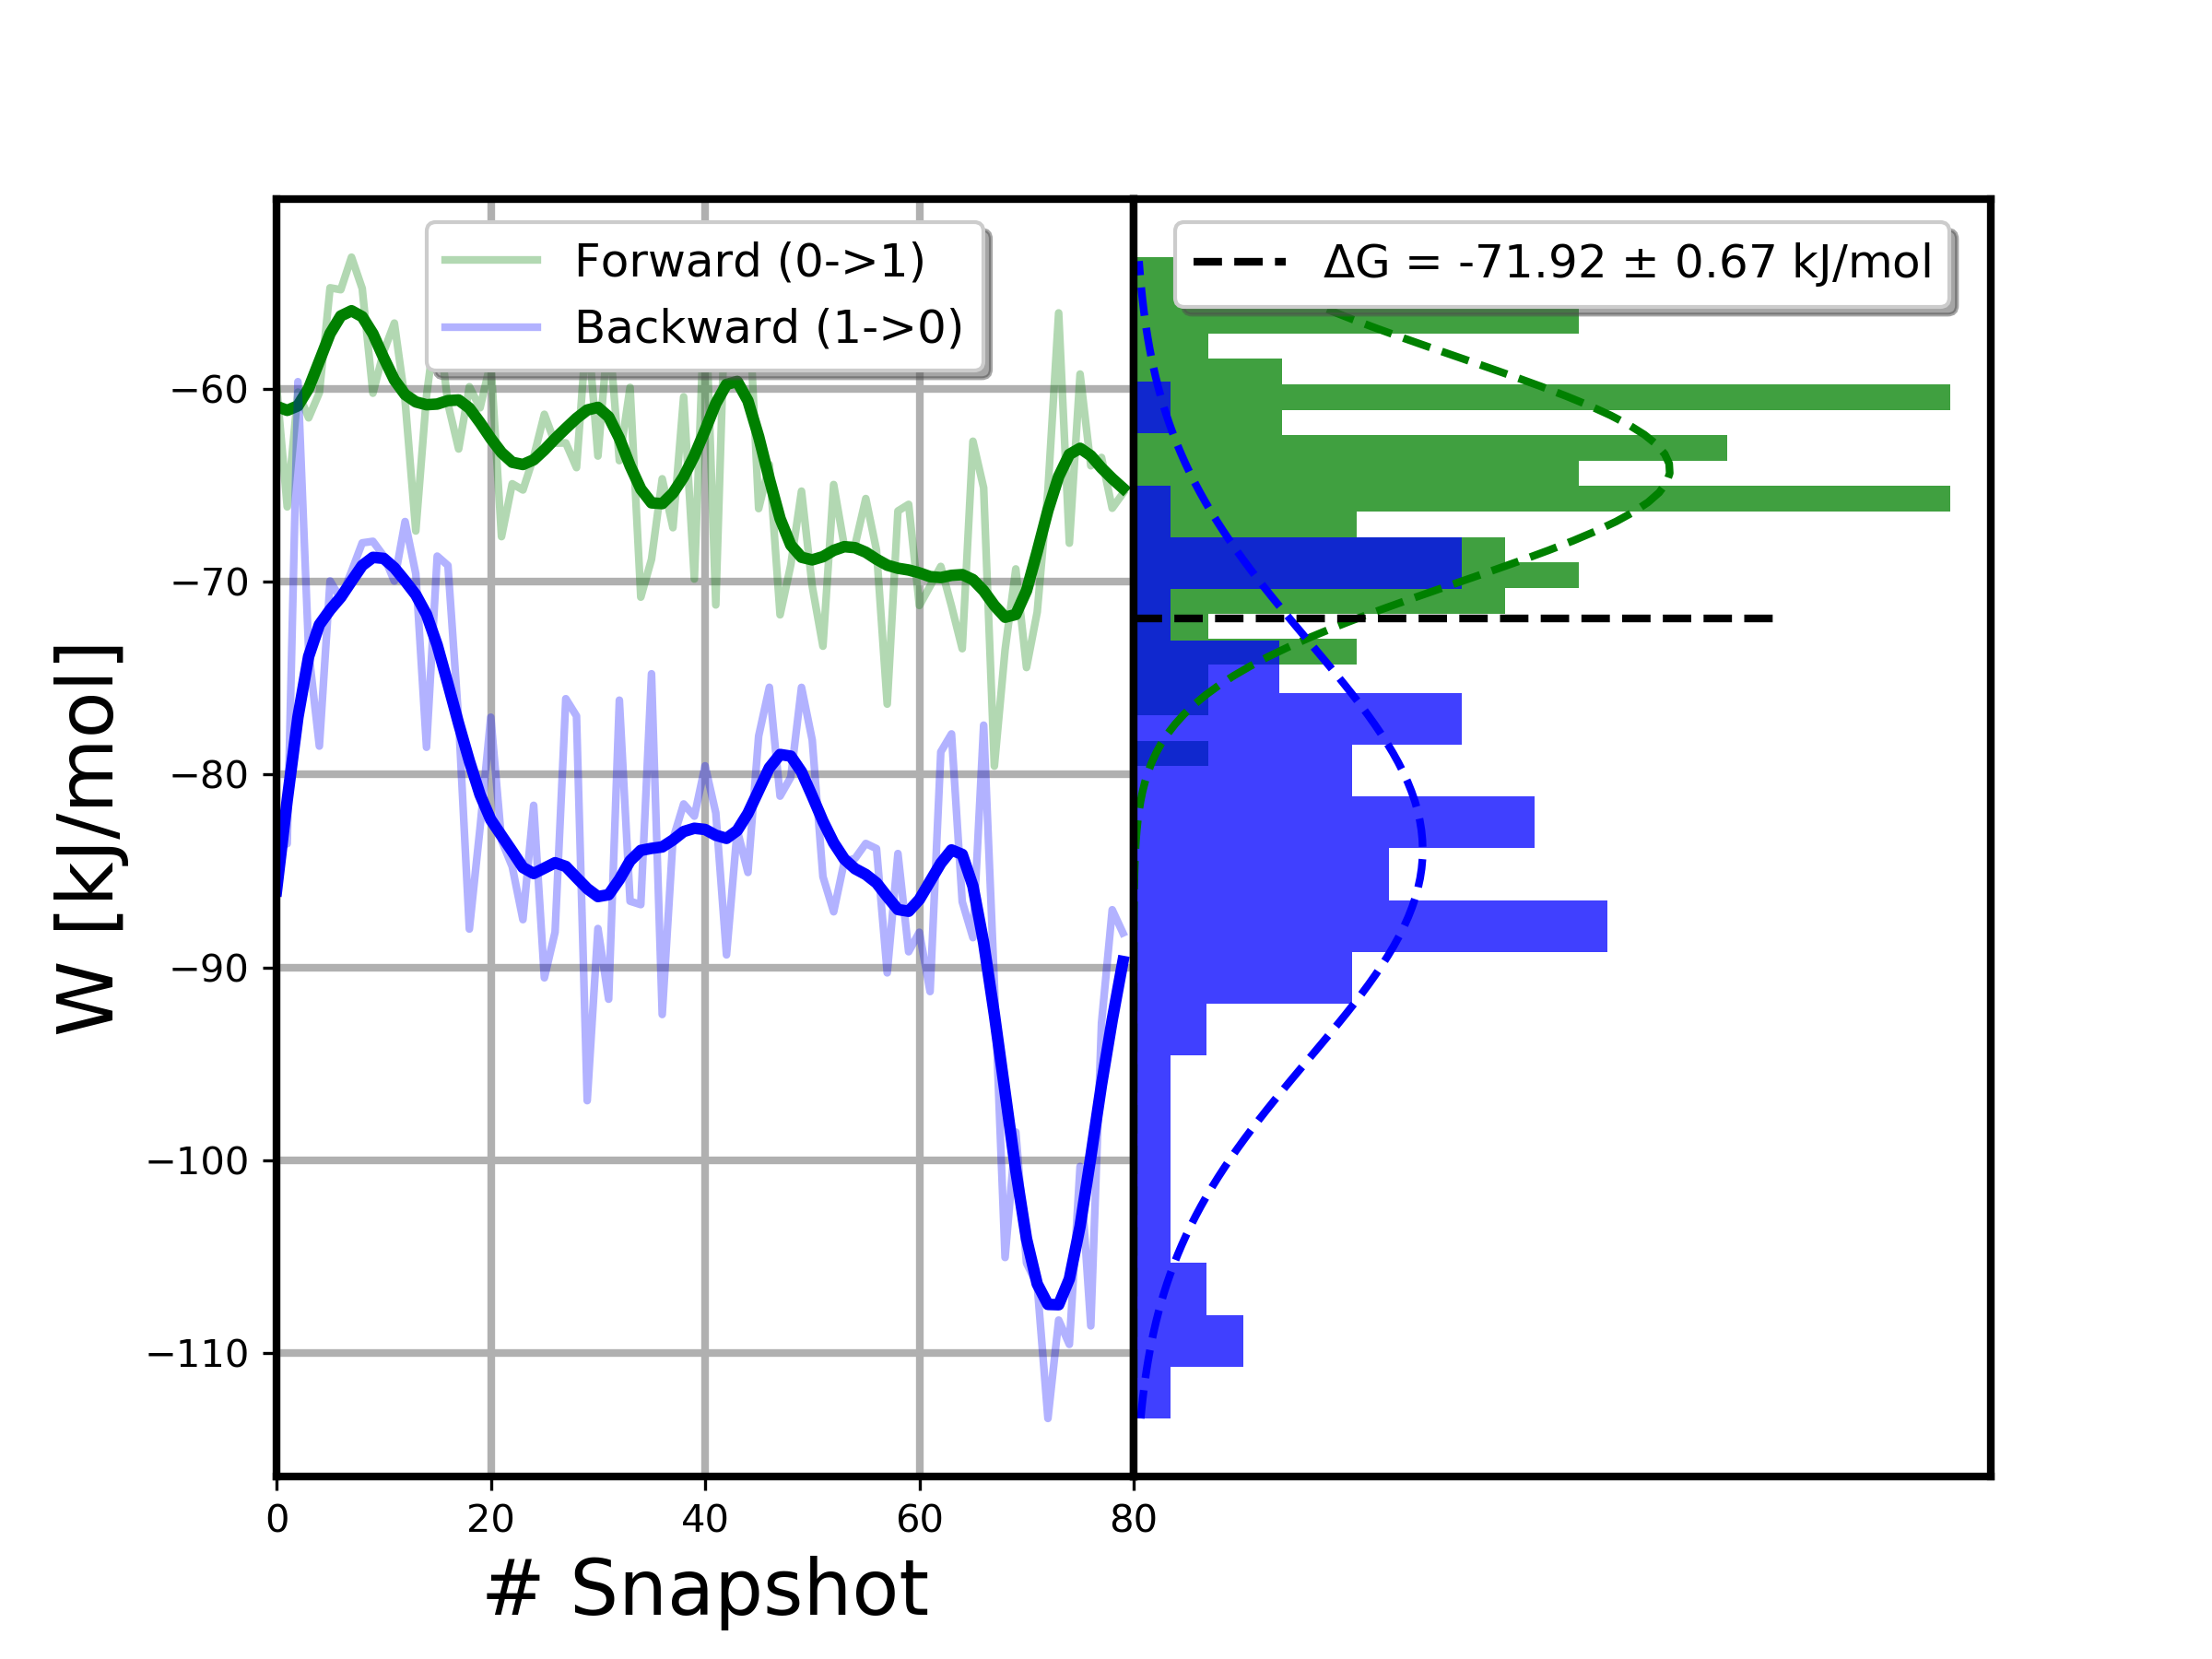 Forward (0->1)
Backward (1->0)
ΔG = -71.92 ± 0.67 kJ/mol
W [kJ/mol]
−60
−70
−80
−90
−100
−110
0
20
40
60
80
# Snapshot